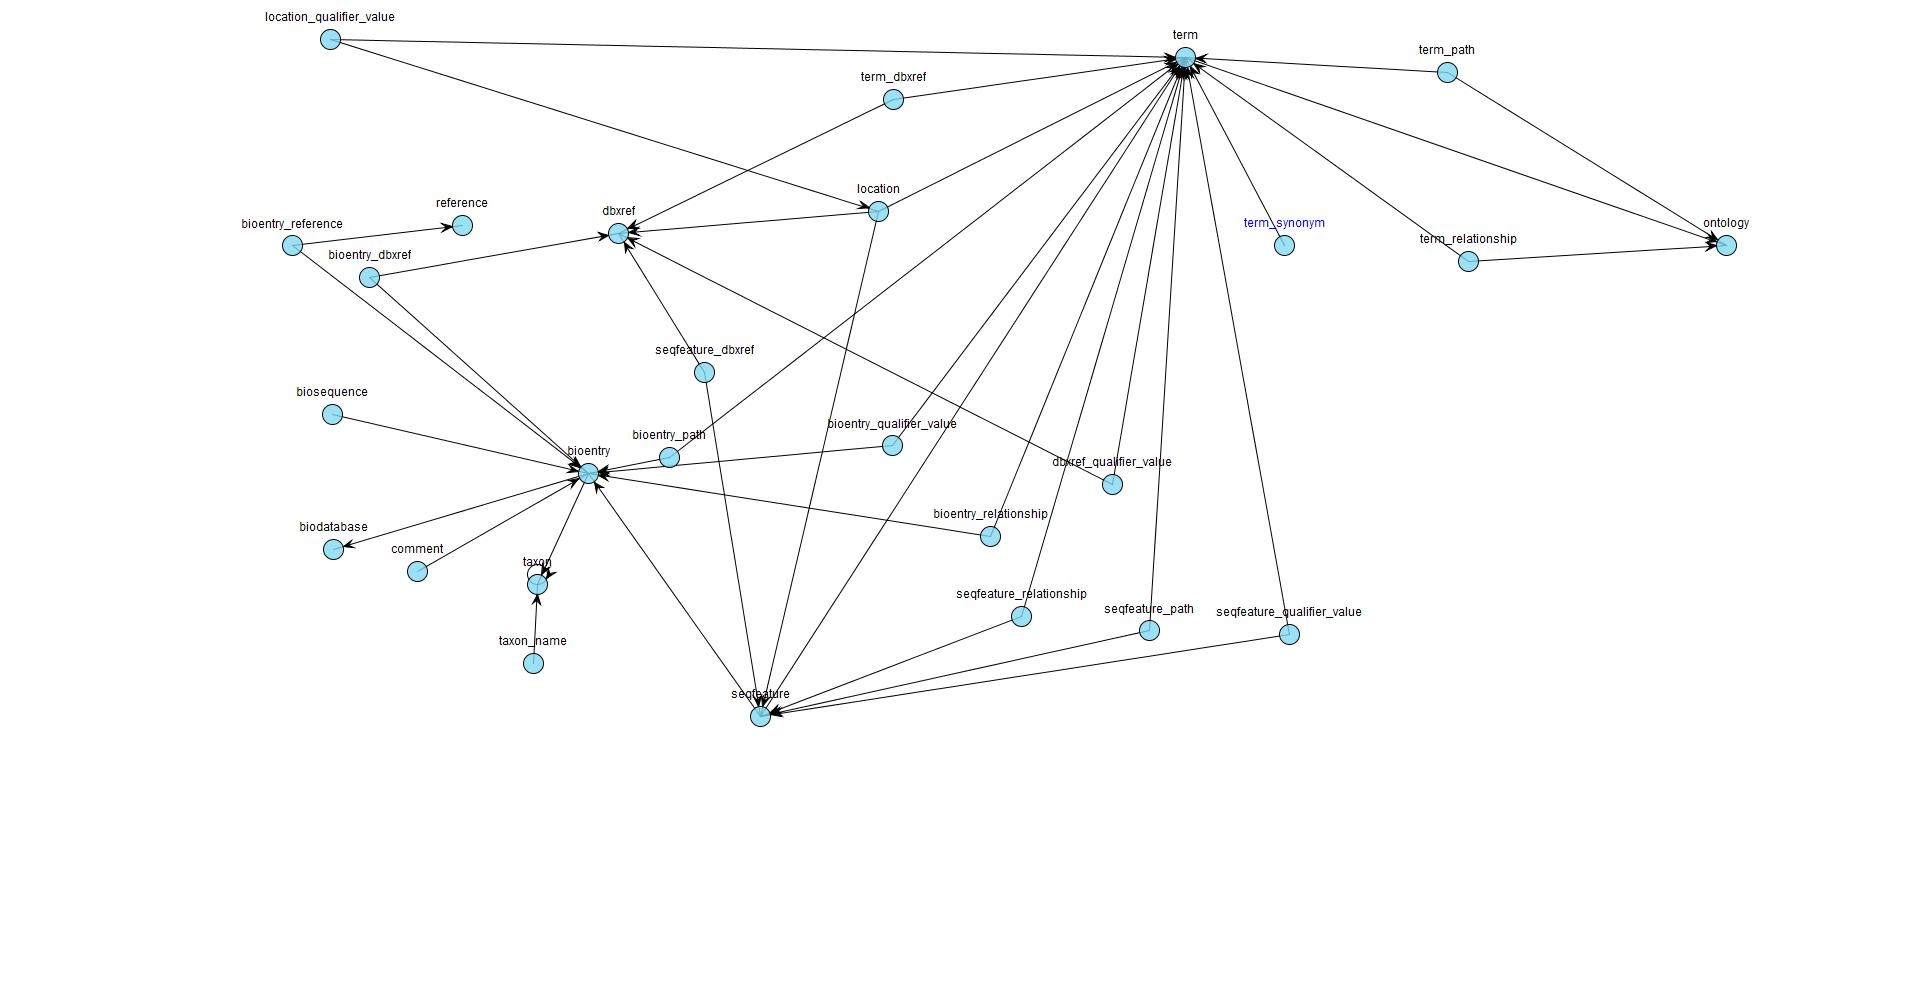 location_qualifier_value
term
term_path
term_dbxref
location
reference
dbxref
bioentry_reference
term_synonym
ontology
term_relationship
bioentry_dbxref
seqfeature_dbxref
biosequence
bioentry_qualifier_value
bioentry_path
bioentry
dbxref_qualifier_value
bioentry_relationship
biodatabase
comment
taxon
seqfeature_relationship
seqfeature_path
seqfeature_qualifier_value
taxon_name
seqfeature